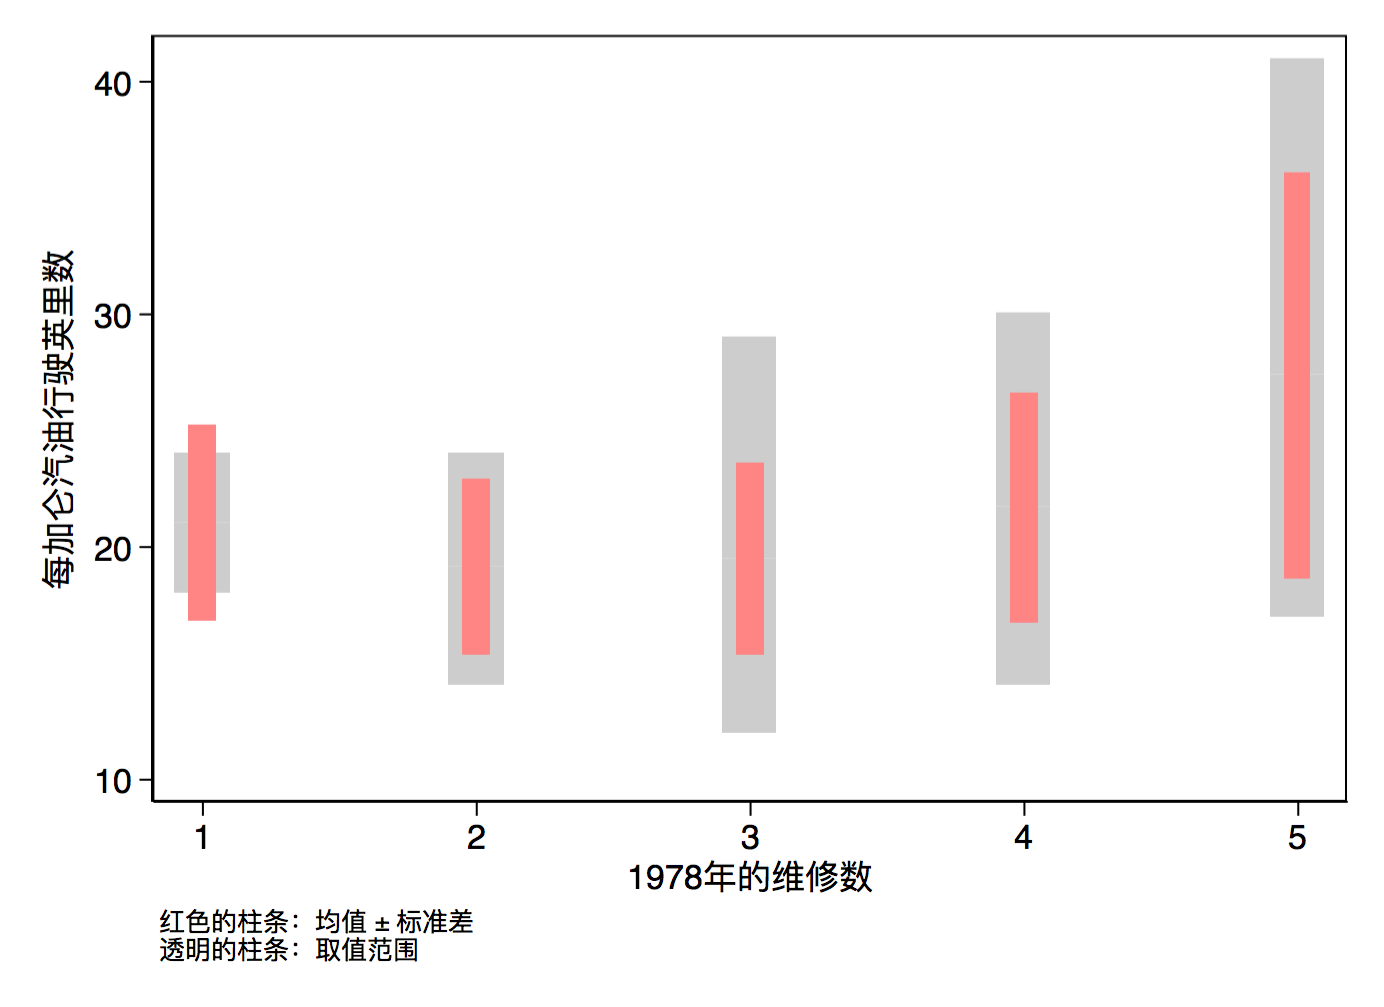 40
30
20
10
每加仑汽油行驶英里数
1 2 3 4 5
1978年的维修数
红色的柱条：均值 ± 标准差
透明的柱条：取值范围